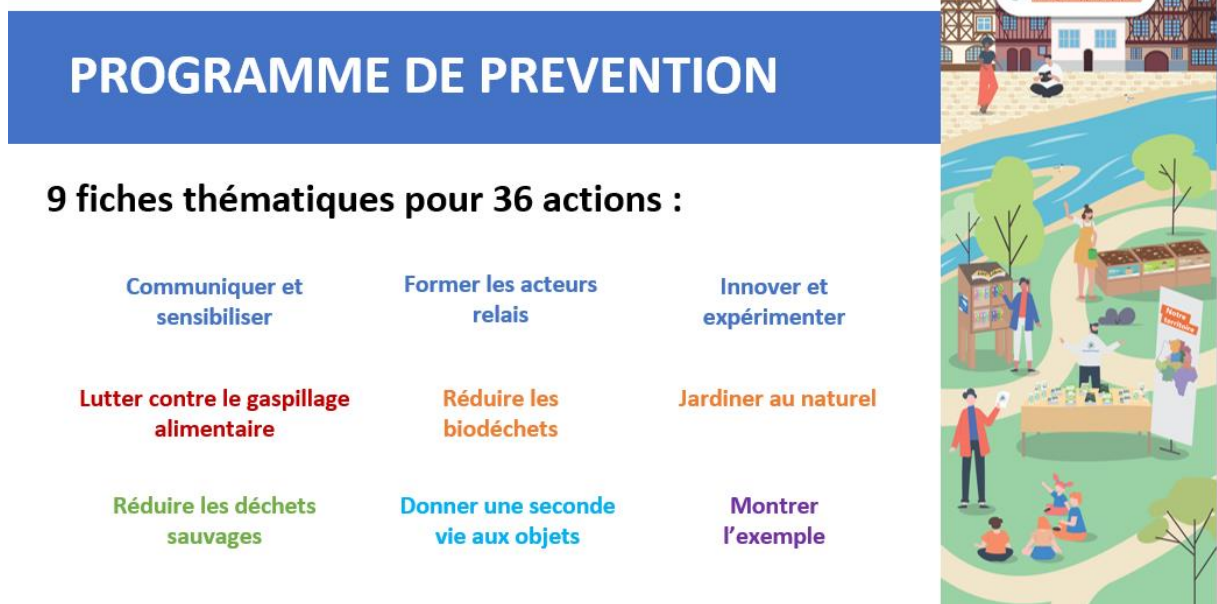 PROGRAMME DE PREVENTION
9 fiches thématiques pour 36 actions :
Communiquer et
sensibiliser
Former les acteurs
relais
Innover et
expérimenter
Lutter contre le gaspillage
alimentaire
Réduire les
biodéchets
Jardiner au naturel
Réduire les déchets
sauvages
Donner une seconde
vie aux objets
Montrer
l’exemple
Notre
territoire